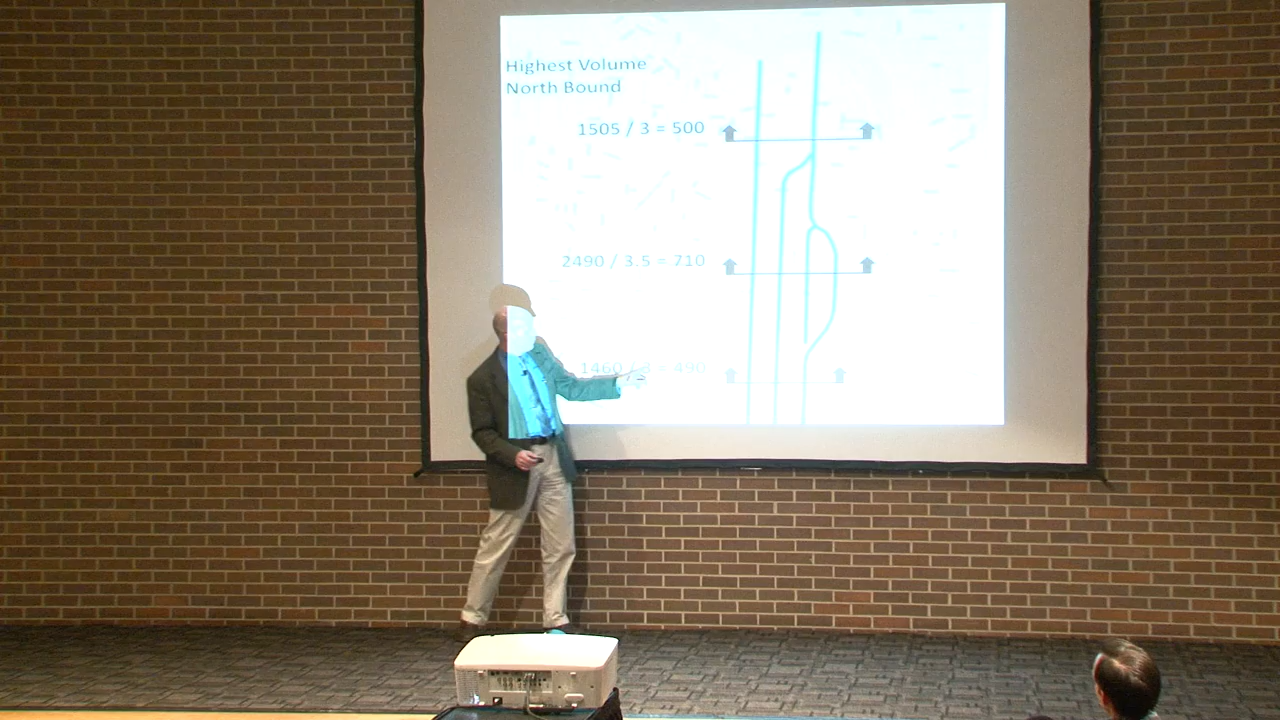 Highest Volume
North Bound
1505 / 3 = 500
2490 / 3.5 = 710
1460 / 3 = 490